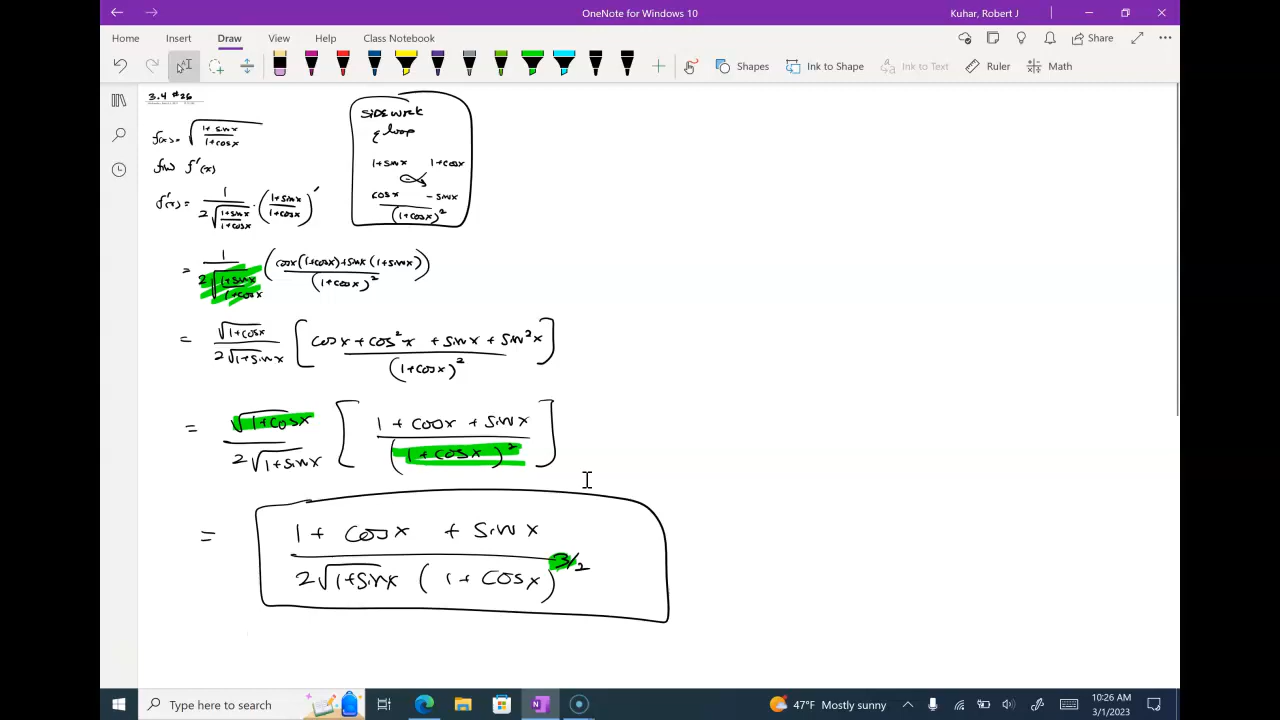 OneNote for Windows 10
Kuhar, Robert J
Home Insert Draw View Help Class Notebook
Share
Shapes Ink to Shape Ink to Text Ruler Math
3.4 #26
f(x) = √((1+sinx)/(1+cosx))
find f'(x)
f'(x) = 1/(2√((1+sinx)/(1+cosx))) · ((1+sinx)/(1+cosx))'
SIDEWORK
& loop
1+sinx 1+cosx
cosx -sinx
(1+cosx)²
= 1/(2√((1+sinx)/(1+cosx))) ((cosx(1+cosx)+sinx(1+sinx))/(1+cosx)²)
= √(1+cosx)/(2√(1+sinx)) [(cosx+cos²x+sinx+sin²x)/(1+cosx)²]
= √(1+cosx)/(2√(1+sinx)) [(1+cosx+sinx)/(1+cosx)²]
= (1+cosx+sinx)/(2√(1+sinx)(1+cosx)^3/2)
Type here to search
47°F Mostly sunny
10:26 AM
3/1/2023